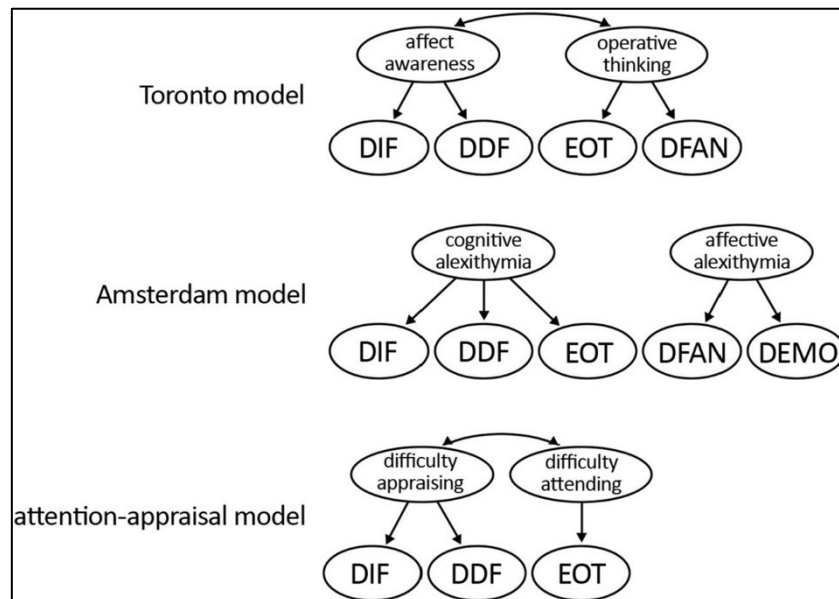 affect
awareness
operative
thinking
Toronto model
DIF
DDF
EOT
DFAN
cognitive
alexithymia
affective
alexithymia
Amsterdam model
DIF
DDF
EOT
DFAN
DEMO
difficulty
appraising
difficulty
attending
attention-appraisal model
DIF
DDF
EOT